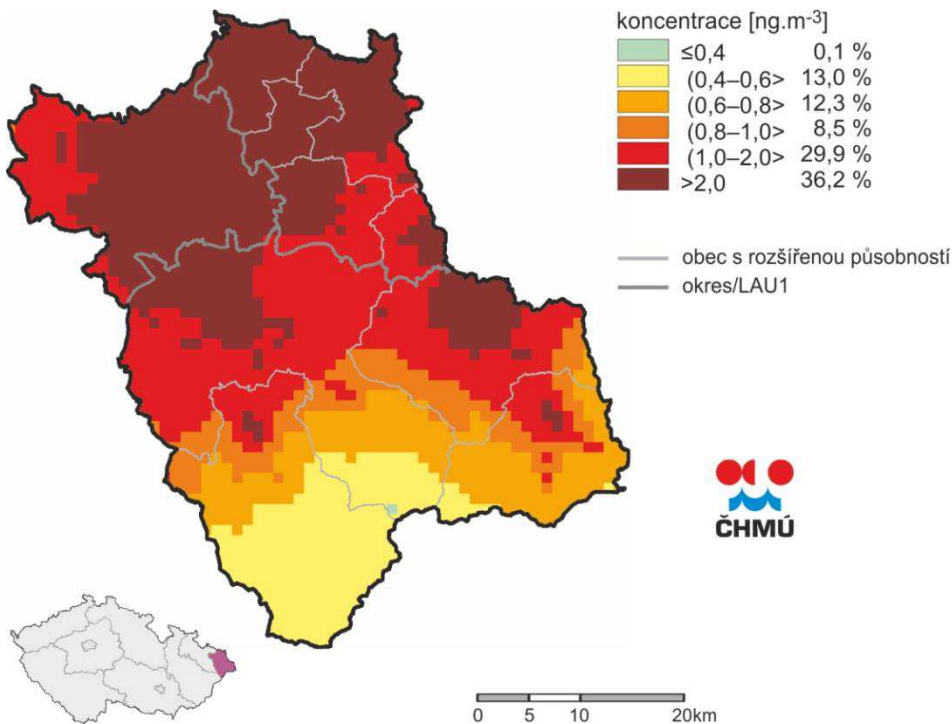 koncentrace [ng.m-3]
≤0,4 0,1 %
(0,4–0,6> 13,0 %
(0,6–0,8> 12,3 %
(0,8–1,0> 8,5 %
(1,0–2,0> 29,9 %
>2,0 36,2 %
obec s rozšířenou působností
okres/LAU1
ČHMÚ
0 5 10 20km